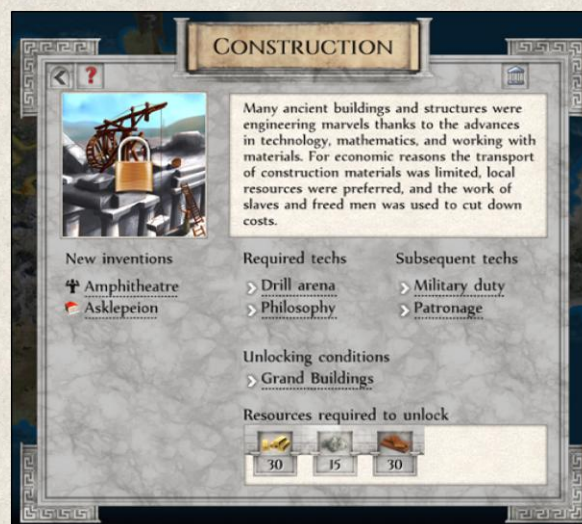 CONSTRUCTION
?
Many ancient buildings and structures were
engineering marvels thanks to the advances
in technology, mathematics, and working with
materials. For economic reasons the transport
of construction materials was limited, local
resources were preferred, and the work of
slaves and freed men was used to cut down
costs.
New inventions
Amphitheatre
Asklepeion
Required techs
Drill arena
Philosophy
Subsequent techs
Military duty
Patronage
Unlocking conditions
Grand Buildings
Resources required to unlock
30 15 30